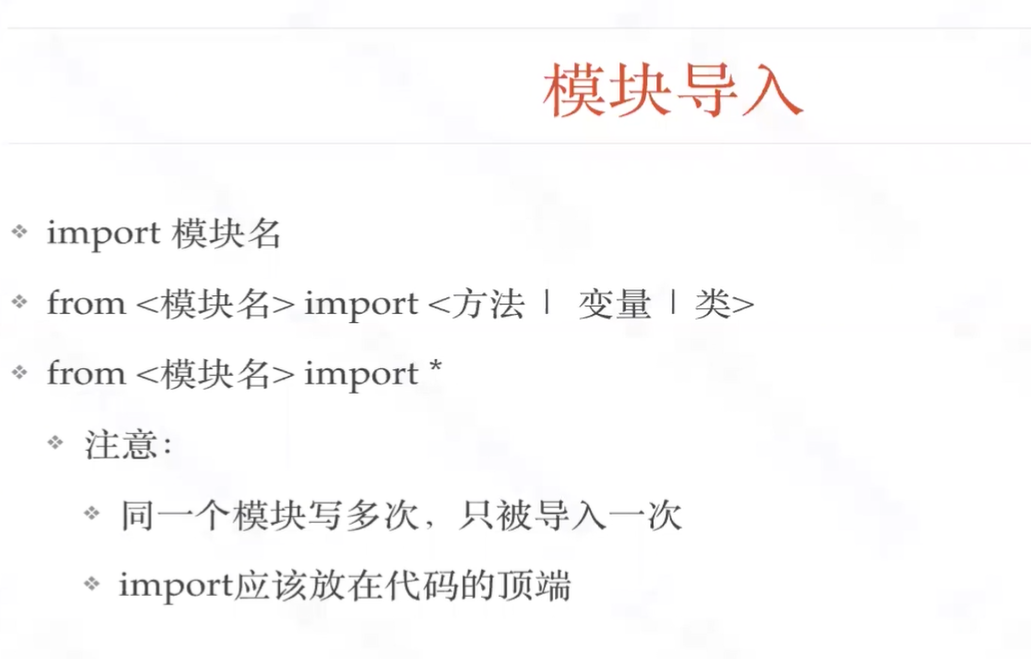 模块导入
import 模块名
from <模块名> import <方法 | 变量 | 类>
from <模块名> import *
注意：
同一个模块写多次，只被导入一次
import应该放在代码的顶端